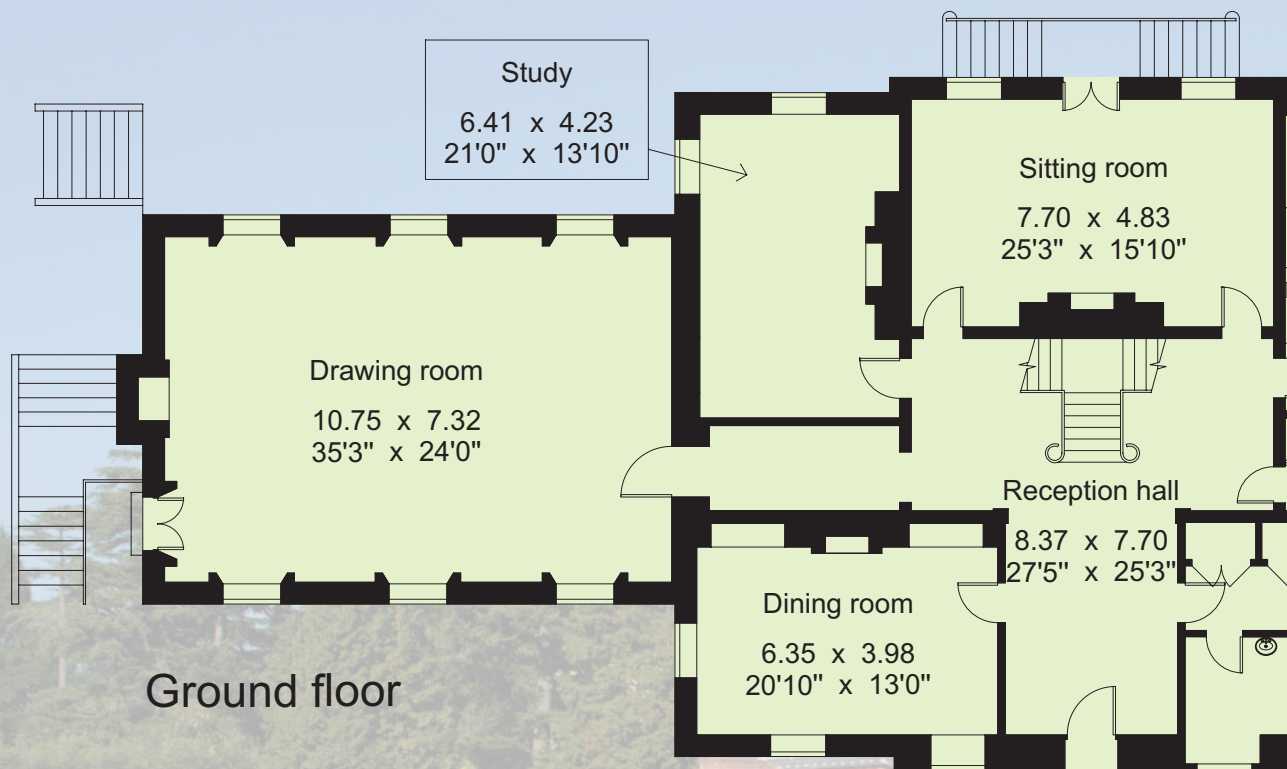 Study
6.41 x 4.23
21'0" x 13'10"
Sitting room
7.70 x 4.83
25'3" x 15'10"
Drawing room
10.75 x 7.32
35'3" x 24'0"
Reception hall
8.37 x 7.70
27'5" x 25'3"
Dining room
6.35 x 3.98
20'10" x 13'0"
Ground floor